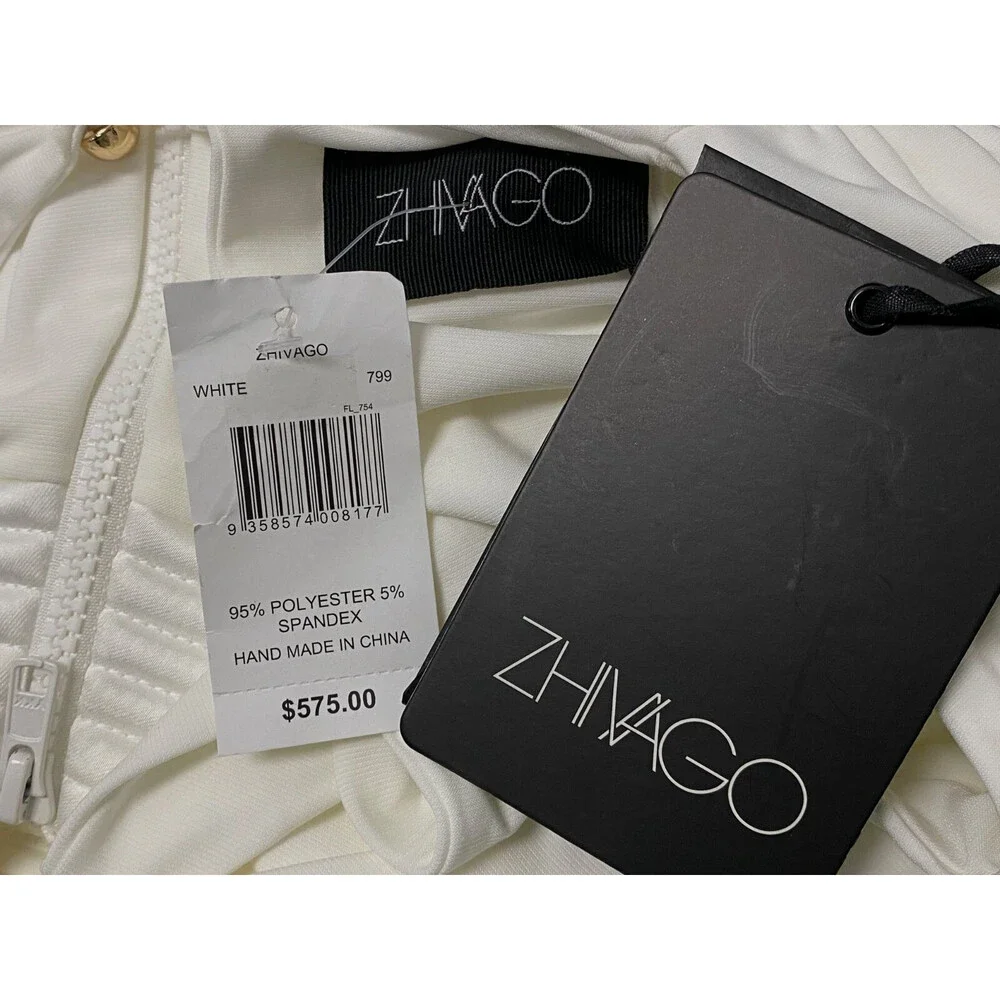 ZHIVAGO
ZHIVAGO
WHITE 799
FL_754
9 358574 008177
95% POLYESTER 5%
SPANDEX
HAND MADE IN CHINA
$575.00
ZHIVAGO